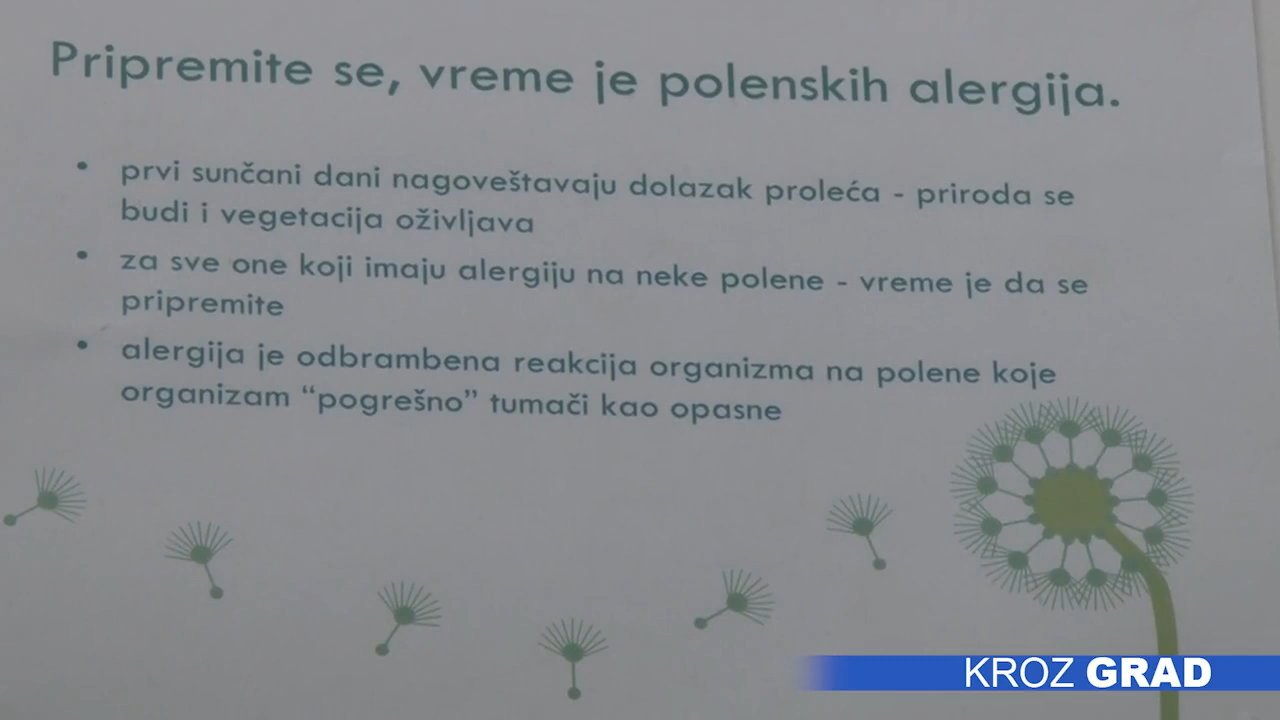 Pripremite se, vreme je polenskih alergija.
• prvi sunčani dani nagoveštavaju dolazak proleća - priroda se
budi i vegetacija oživljava
• za sve one koji imaju alergiju na neke polene - vreme je da se
pripremite
• alergija je odbrambena reakcija organizma na polene koje
organizam “pogrešno” tumači kao opasne
KROZ GRAD